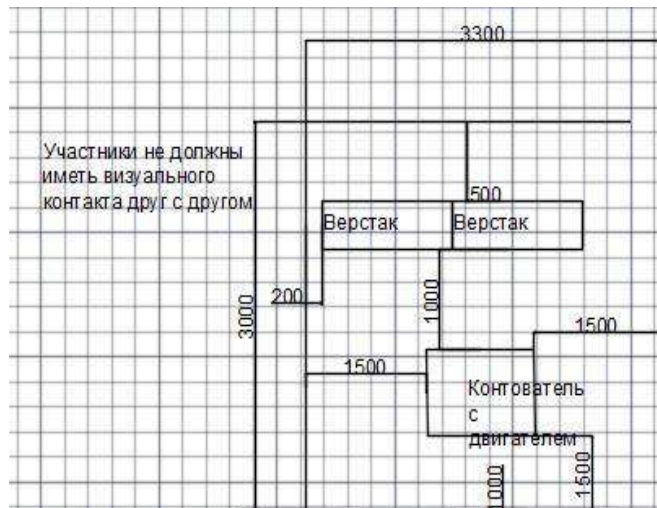 3300
Участники не должны
иметь визуального
контакта друг с другом
500
Верстак Верстак
200
3000
1000
1500
1500
Контователь
с
двигателем
1000
1500